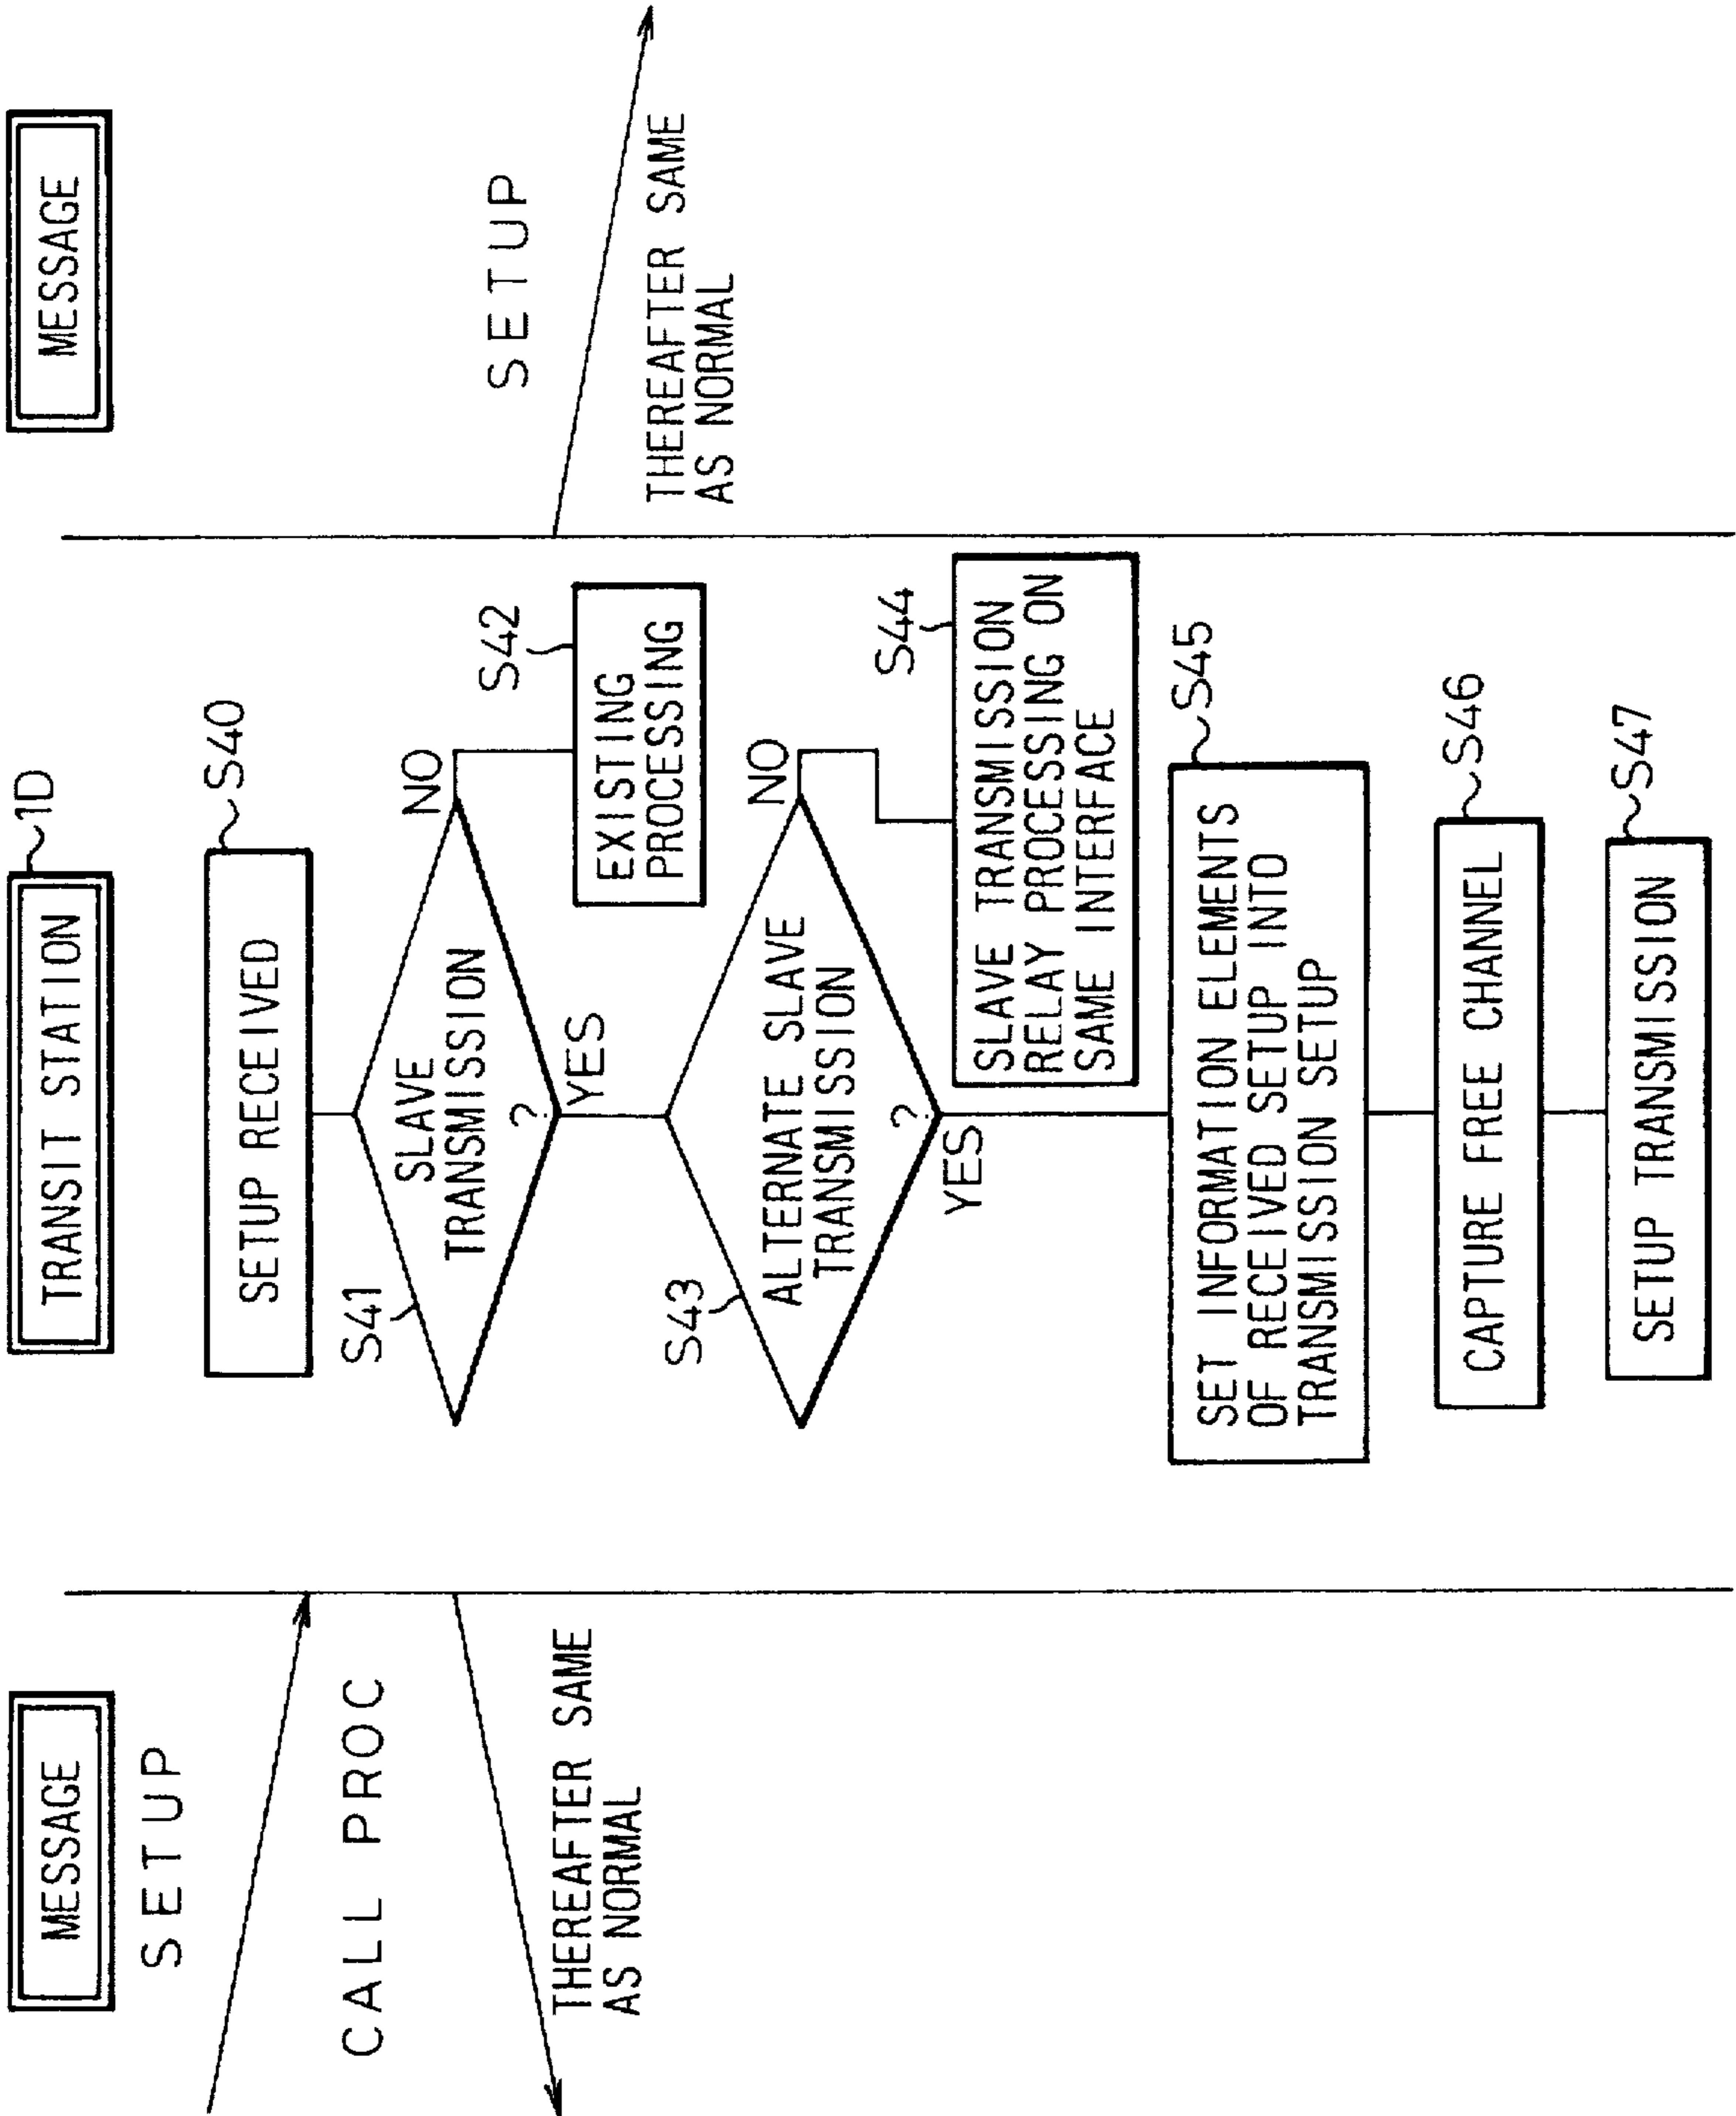 MESSAGE
SETUP
CALL PROC
THEREAFTER SAME
AS NORMAL
TRANSIT STATION
1D
SETUP RECEIVED
S40
S41
SLAVE
TRANSMISSION
?
NO
YES
S42
EXISTING
PROCESSING
S43
ALTERNATE SLAVE
TRANSMISSION
?
NO
YES
S44
SLAVE TRANSMISSION
RELAY PROCESSING ON
SAME INTERFACE
S45
SET INFORMATION ELEMENTS
OF RECEIVED SETUP INTO
TRANSMISSION SETUP
S46
CAPTURE FREE CHANNEL
S47
SETUP TRANSMISSION
MESSAGE
SETUP
THEREAFTER SAME
AS NORMAL